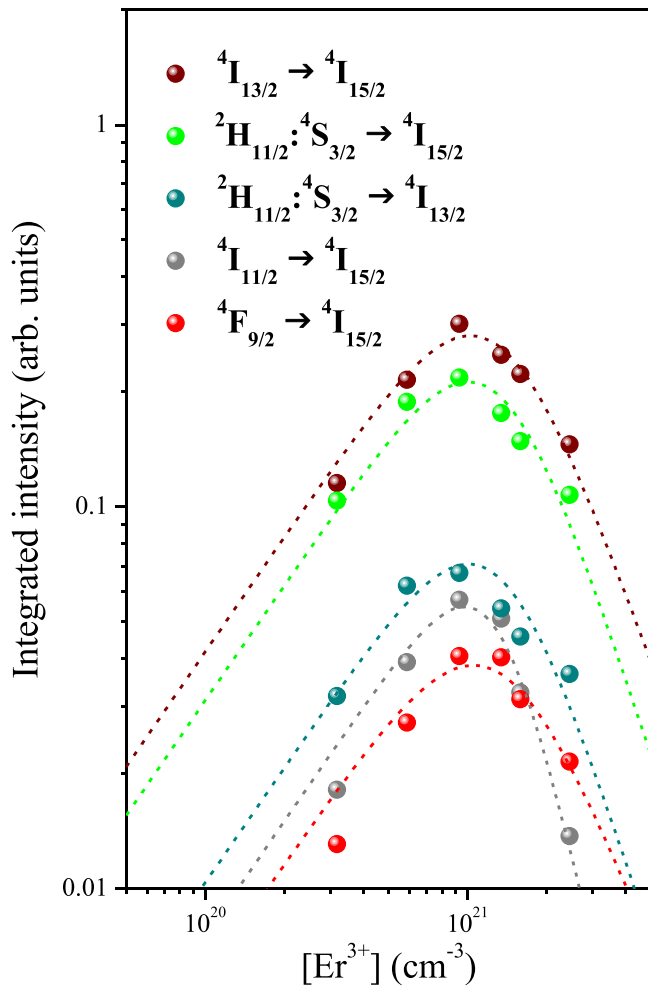 ⁴I₁₃/₂ → ⁴I₁₅/₂
²H₁₁/₂:⁴S₃/₂ → ⁴I₁₅/₂
²H₁₁/₂:⁴S₃/₂ → ⁴I₁₃/₂
⁴I₁₁/₂ → ⁴I₁₅/₂
⁴F₉/₂ → ⁴I₁₅/₂
Integrated intensity (arb. units)
1
0.1
0.01
10²⁰
10²¹
[Er³⁺] (cm⁻³)